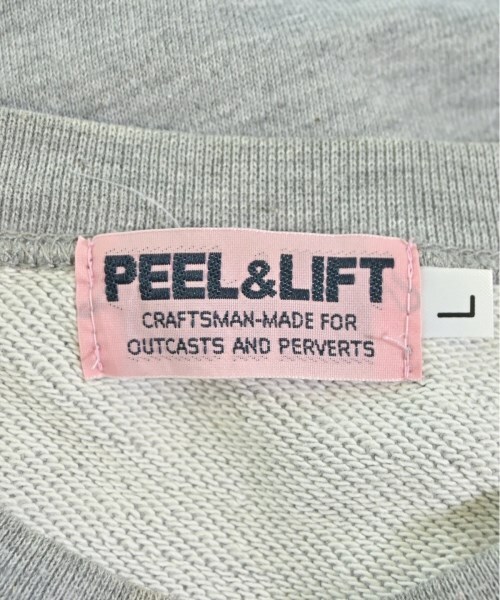 PEEL&LIFT
CRAFTSMAN-MADE FOR
OUTCASTS AND PERVERTS
L